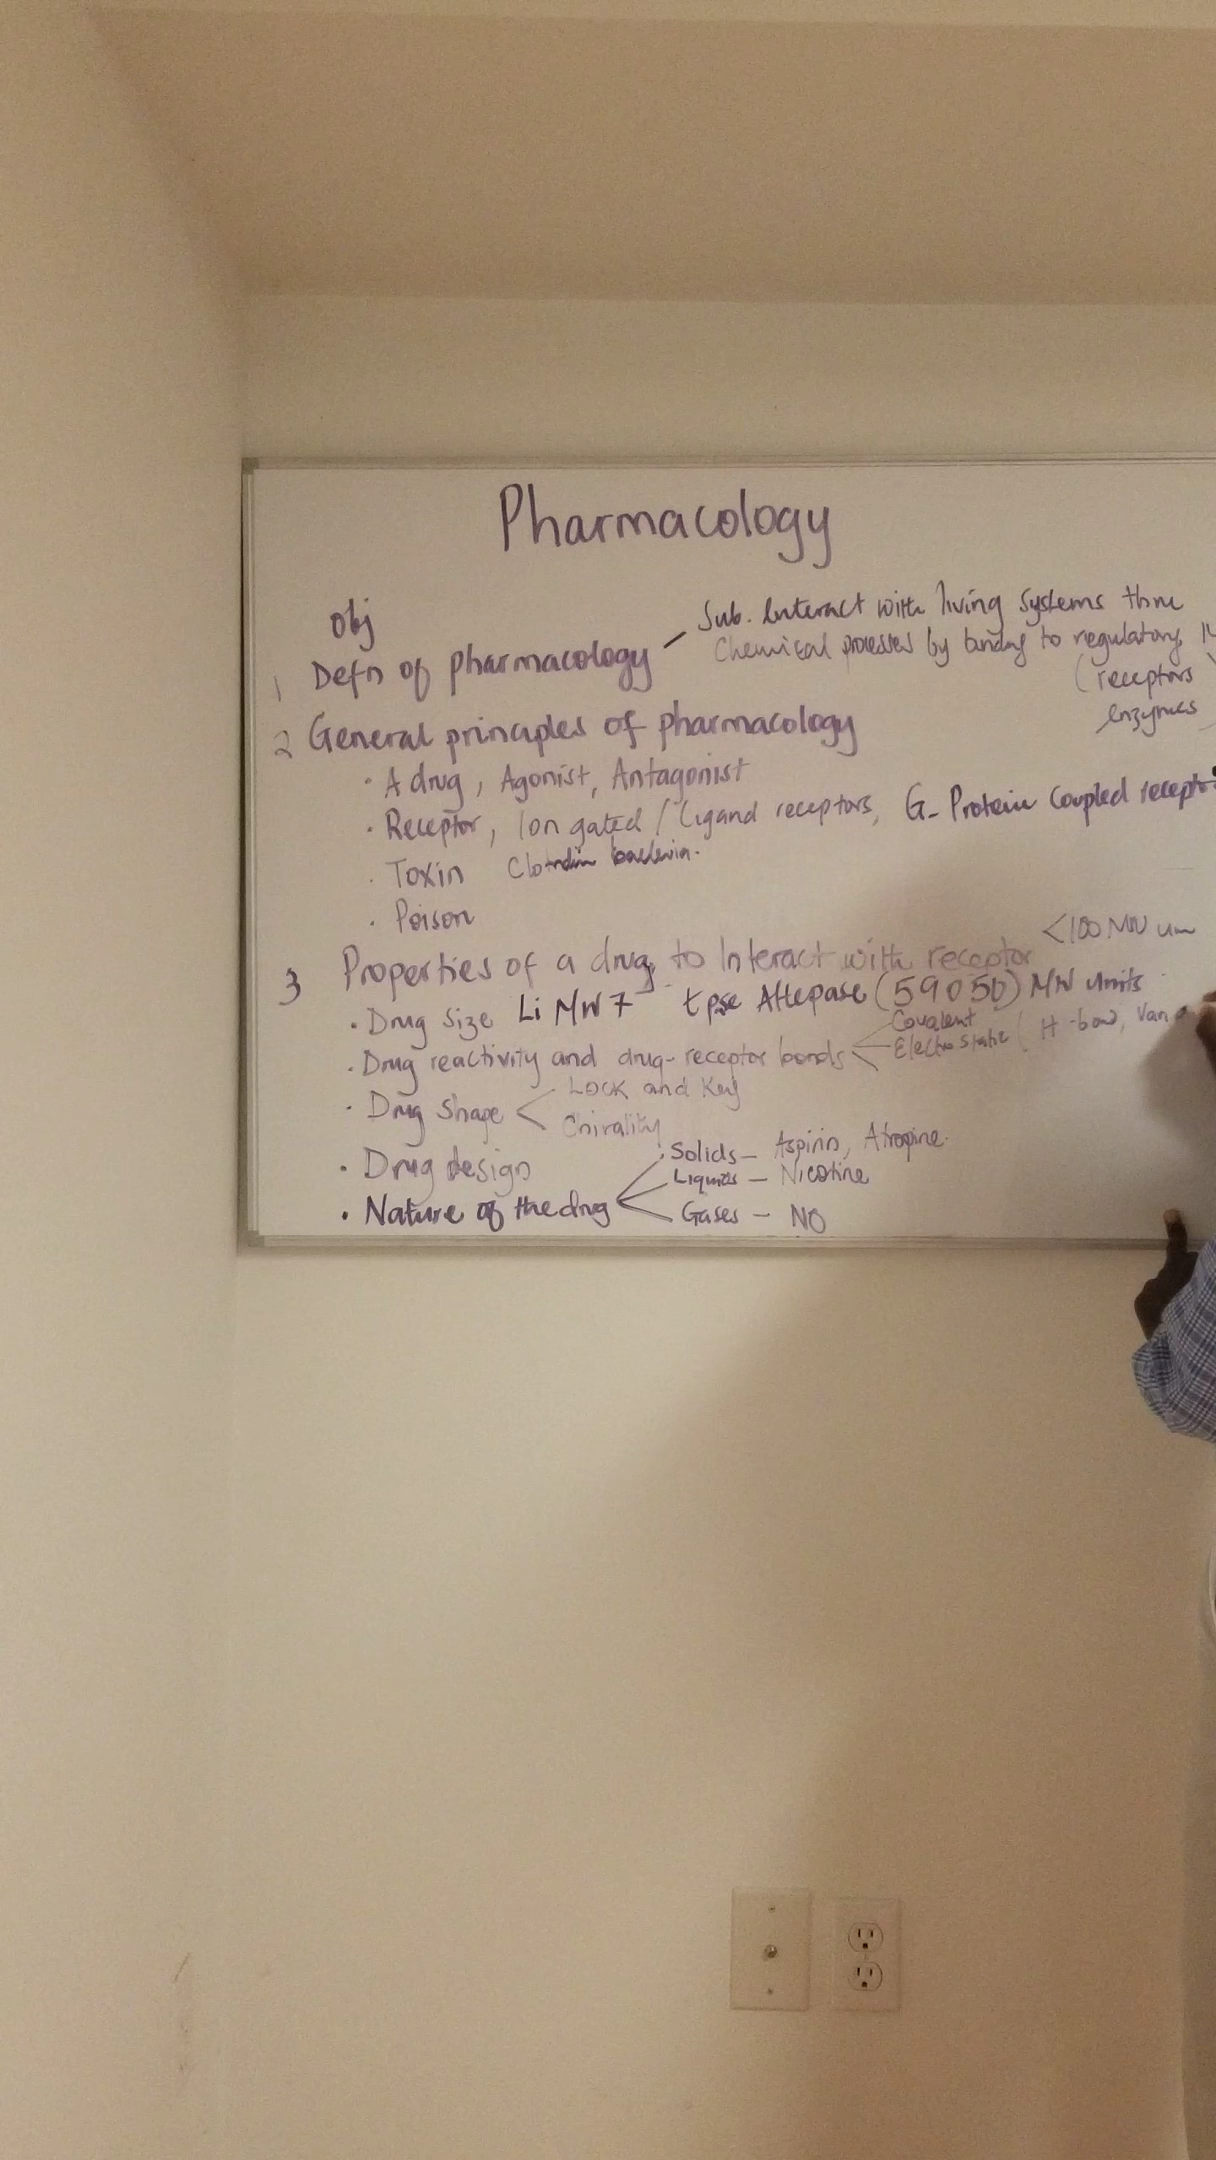 Pharmacology
Obj
1 Defn of pharmacology – Sub. Interact with living systems thru
Chemical processes by binding to regulatory
(receptors
enzymes
2 General principles of pharmacology
• A drug, Agonist, Antagonist
• Receptor, Ion gated / Ligand receptors, G-Protein Coupled recept
• Toxin bacteria.
• Poison
3 Properties of a drug to Interact with receptor <100 MW
• Drug size Li MW 7 (59050) MW units
• Drug reactivity and drug-receptor bonds < Covalent
Electrostatic ( H-bon, Van
• Drug shape < Lock and Key
Chirality
• Drug design
• Nature of the drug < Solids – Aspirin, Atropine.
Liquids – Nicotine
Gases – NO